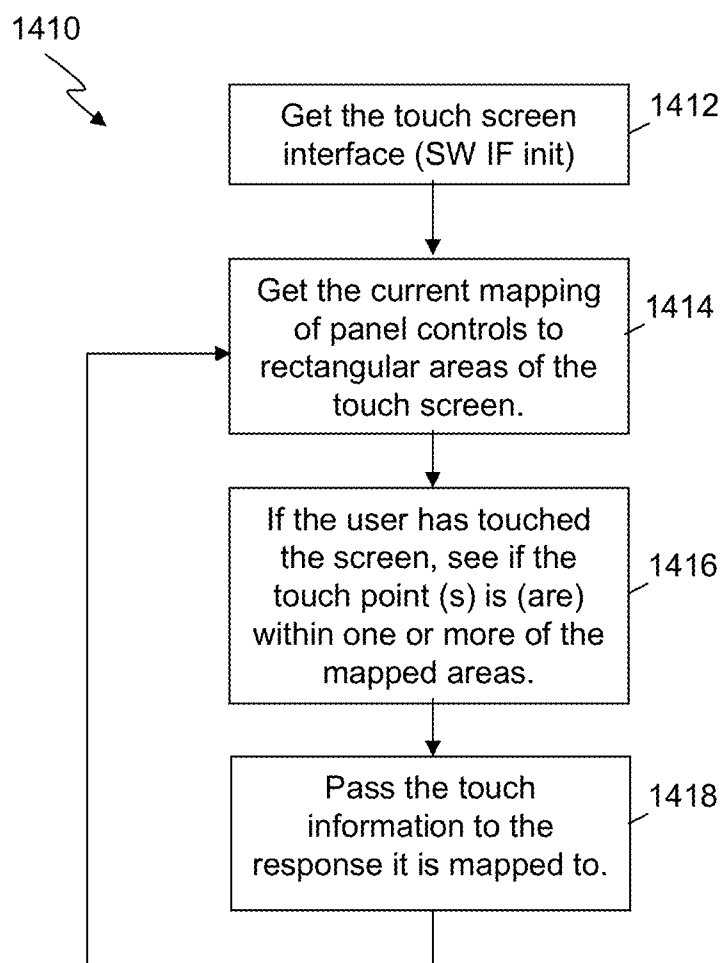 1410
Get the touch screen
interface (SW IF init)
1412
Get the current mapping
of panel controls to
rectangular areas of the
touch screen.
1414
If the user has touched
the screen, see if the
touch point (s) is (are)
within one or more of the
mapped areas.
1416
Pass the touch
information to the
response it is mapped to.
1418